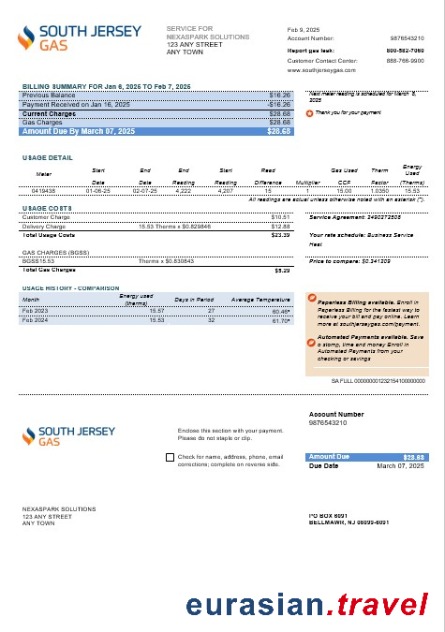 SOUTH JERSEY
GAS
SERVICE FOR
NEXASPARK SOLUTIONS
123 ANY STREET
ANY TOWN
Feb 9, 2025
Account Number: 9876543210
Report gas leak:
Customer Contact Center: 888-766-9900
www.southjerseygas.com
BILLING SUMMARY FOR Jan 6, 2025 TO Feb 7, 2025
Previous Balance $16.26
Payment Received on Jan 16, 2025 -$16.26
Current Charges $28.68
Gas Charges $28.68
Amount Due By March 07, 2025 $28.68
Next meter reading is scheduled for March 8,
2025
Thank you for your payment
USAGE DETAIL
Meter Start Date End Date Start Reading End Reading Read Difference Multiplier Gas Used CCF Therm Factor Energy Used (Therms)
0419438 01-06-25 02-07-25 4,222 4,207 15 1 15.00 1.0350 15.53
All readings are actual unless otherwise noted with an asterisk (*).
USAGE COSTS
Customer Charge $10.51
Delivery Charge 15.53 Therms x $0.829846 $12.88
Total Usage Costs $23.39
Service Agreement:
Your rate schedule: Business Service
Heat
GAS CHARGES (BGSS)
BGSS15.53 Therms x $0.630843
Total Gas Charges
Price to compare: $0.341209
USAGE HISTORY - COMPARISON
Month Energy used (therms) Days in Period Average Temperature
Feb 2023 15.57 27 60.46º
Feb 2024 15.53 32 61.70º
Paperless Billing available. Enroll in
Paperless Billing for the fastest way to
receive your bill and pay online. Learn
more at southjerseygas.com/payment.
Automated Payments available. Save
a stamp, time and money Enroll in
Automated Payments from your
checking or savings
SA FULL
SOUTH JERSEY
GAS
Enclose this section with your payment.
Please do not staple or clip.
Check for name, address, phone, email
corrections; complete on reverse side.
Account Number
9876543210
Amount Due $28.68
Due Date March 07, 2025
NEXASPARK SOLUTIONS
123 ANY STREET
ANY TOWN
PO BOX 6091
BELLMAWR, NJ
eurasian.travel